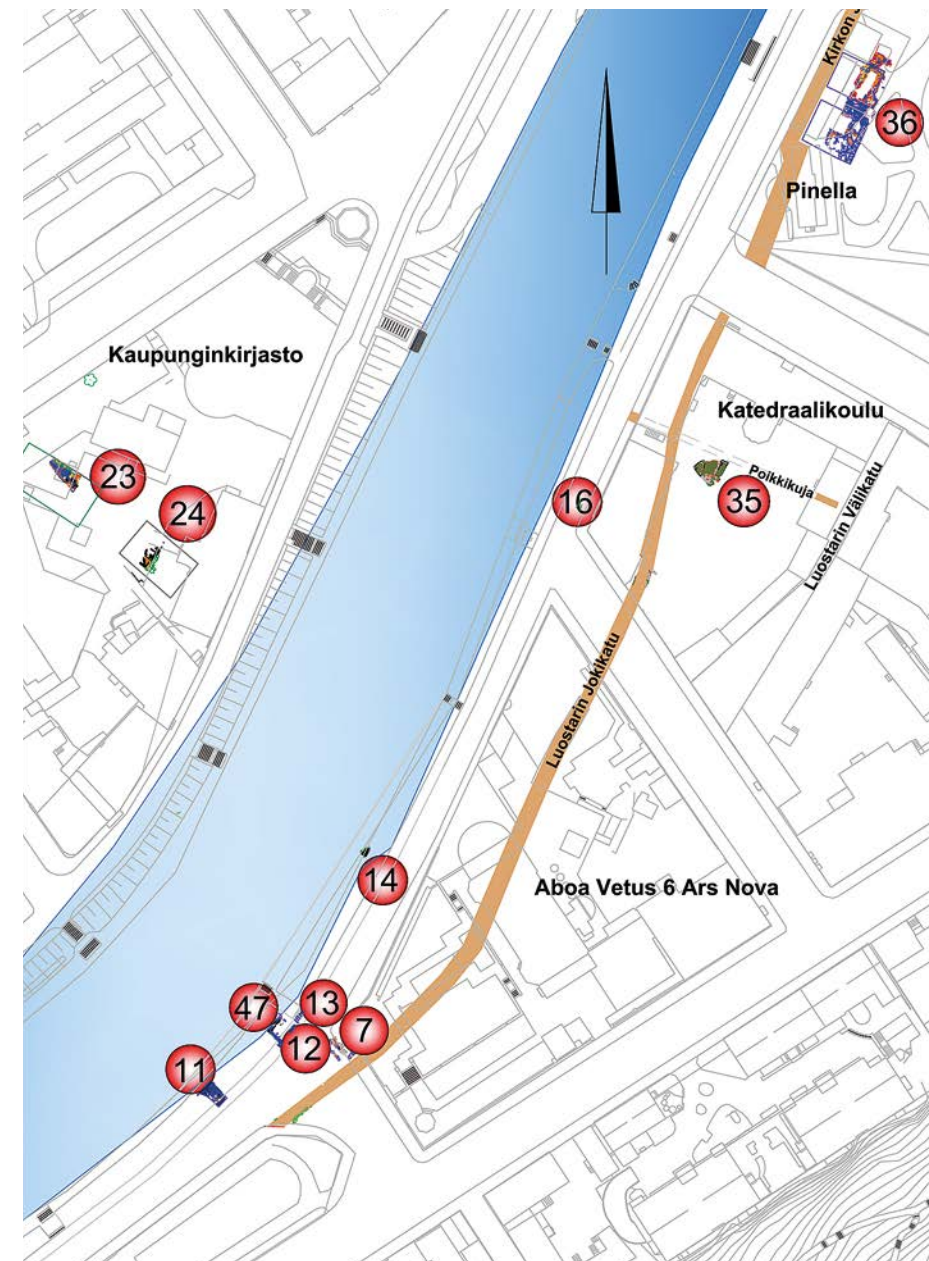 Kirkon J
36
Pinella
Kaupunginkirjasto
Katedraalikoulu
23
24
16
35
Poikkikuja
Luostarin Välikatu
Luostarin Jokikatu
14
Aboa Vetus 6 Ars Nova
47
13
12
7
11